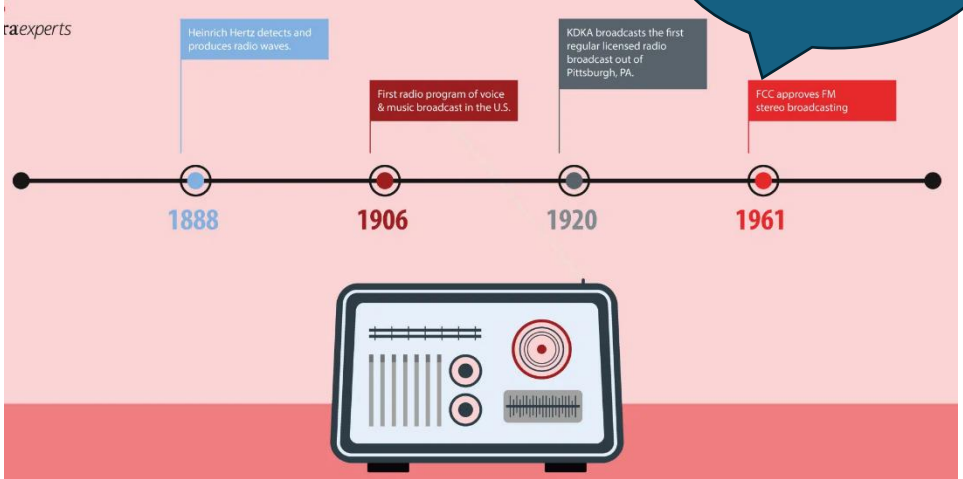 experts
Heinrich Hertz detects and
produces radio waves.
First radio program of voice
& music broadcast in the U.S.
KDKA broadcasts the first
regular licensed radio
broadcast out of
Pittsburgh, PA.
FCC approves FM
stereo broadcasting
1888
1906
1920
1961